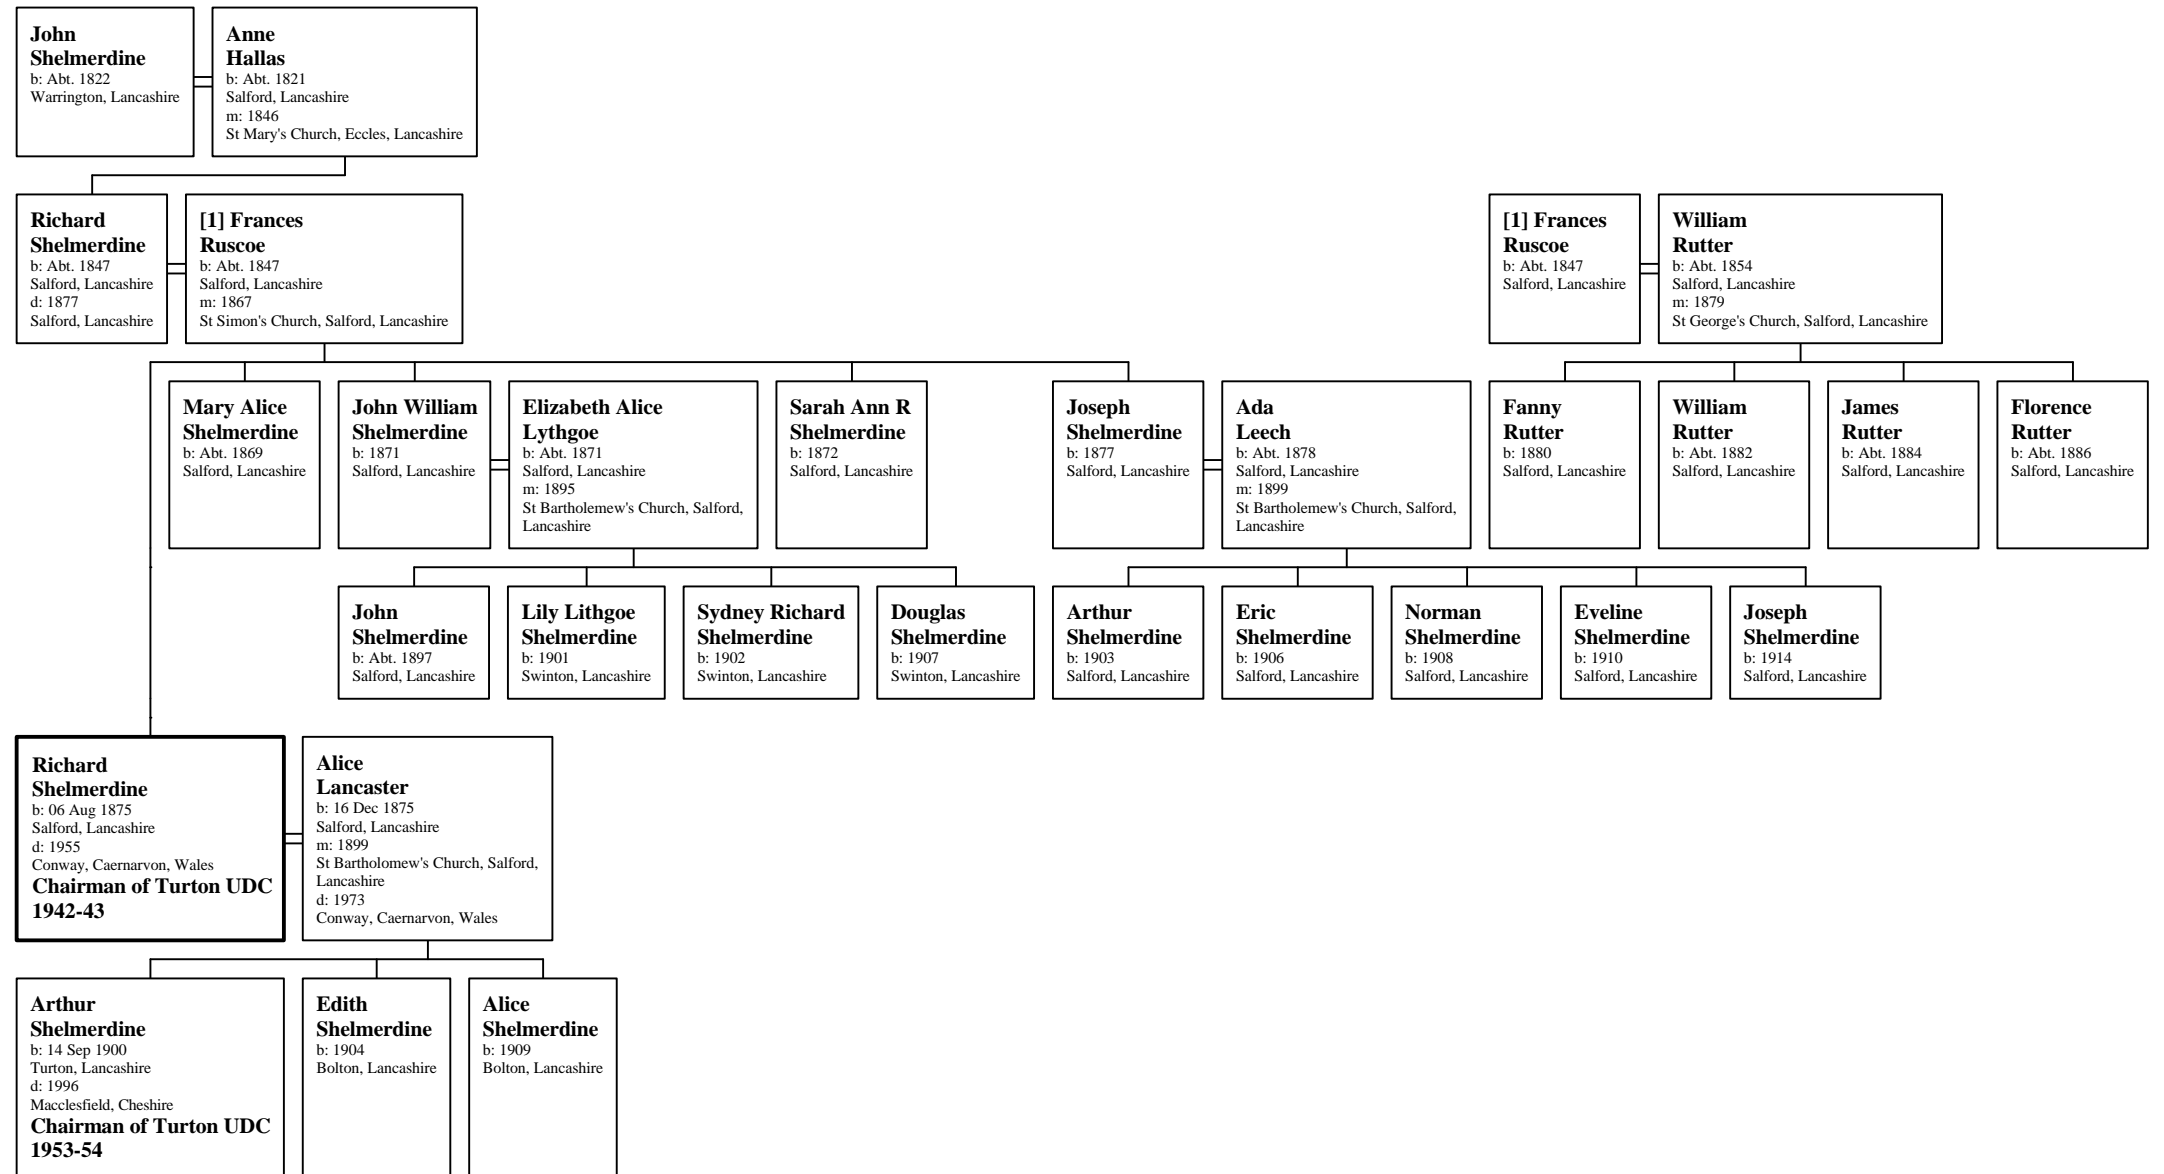 John
Shelmerdine
b: Abt. 1822
Warrington, Lancashire
Anne
Hallas
b: Abt. 1821
Salford, Lancashire
m: 1846
St Mary's Church, Eccles, Lancashire
Richard
Shelmerdine
b: Abt. 1847
Salford, Lancashire
d: 1877
Salford, Lancashire
[1] Frances
Ruscoe
b: Abt. 1847
Salford, Lancashire
m: 1867
St Simon's Church, Salford, Lancashire
[1] Frances
Ruscoe
b: Abt. 1847
Salford, Lancashire
William
Rutter
b: Abt. 1854
Salford, Lancashire
m: 1879
St George's Church, Salford, Lancashire
Mary Alice
Shelmerdine
b: Abt. 1869
Salford, Lancashire
John William
Shelmerdine
b: 1871
Salford, Lancashire
Elizabeth Alice
Lythgoe
b: Abt. 1871
Salford, Lancashire
m: 1895
St Bartholemew's Church, Salford,
Lancashire
Sarah Ann R
Shelmerdine
b: 1872
Salford, Lancashire
Joseph
Shelmerdine
b: 1877
Salford, Lancashire
Ada
Leech
b: Abt. 1878
Salford, Lancashire
m: 1899
St Bartholemew's Church, Salford,
Lancashire
Fanny
Rutter
b: 1880
Salford, Lancashire
William
Rutter
b: Abt. 1882
Salford, Lancashire
James
Rutter
b: Abt. 1884
Salford, Lancashire
Florence
Rutter
b: Abt. 1886
Salford, Lancashire
John
Shelmerdine
b: Abt. 1897
Salford, Lancashire
Lily Lithgoe
Shelmerdine
b: 1901
Swinton, Lancashire
Sydney Richard
Shelmerdine
b: 1902
Swinton, Lancashire
Douglas
Shelmerdine
b: 1907
Swinton, Lancashire
Arthur
Shelmerdine
b: 1903
Salford, Lancashire
Eric
Shelmerdine
b: 1906
Salford, Lancashire
Norman
Shelmerdine
b: 1908
Salford, Lancashire
Eveline
Shelmerdine
b: 1910
Salford, Lancashire
Joseph
Shelmerdine
b: 1914
Salford, Lancashire
Richard
Shelmerdine
b: 06 Aug 1875
Salford, Lancashire
d: 1955
Conway, Caernarvon, Wales
Chairman of Turton UDC
1942-43
Alice
Lancaster
b: 16 Dec 1875
Salford, Lancashire
m: 1899
St Bartholomew's Church, Salford,
Lancashire
d: 1973
Conway, Caernarvon, Wales
Arthur
Shelmerdine
b: 14 Sep 1900
Turton, Lancashire
d: 1996
Macclesfield, Cheshire
Chairman of Turton UDC
1953-54
Edith
Shelmerdine
b: 1904
Bolton, Lancashire
Alice
Shelmerdine
b: 1909
Bolton, Lancashire